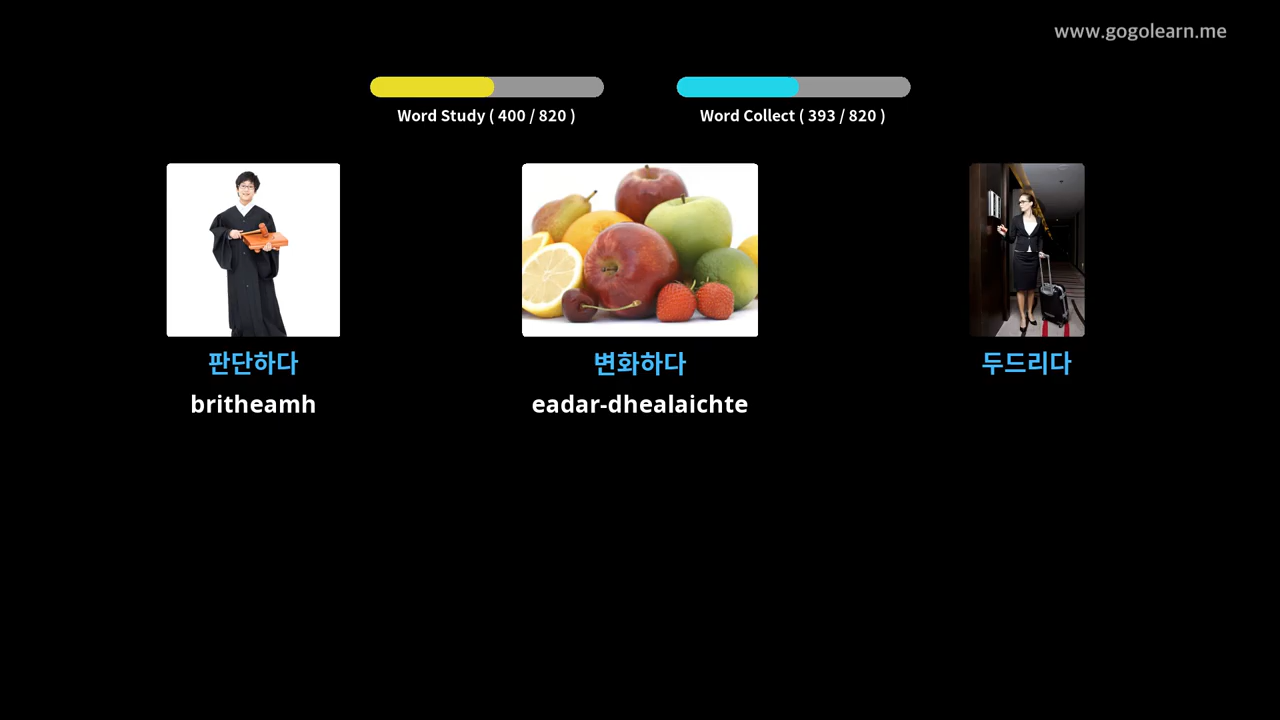 www.gogolearn.me
Word Study ( 400 / 820 )
Word Collect ( 393 / 820 )
판단하다
britheamh
변화하다
eadar-dhealaichte
두드리다